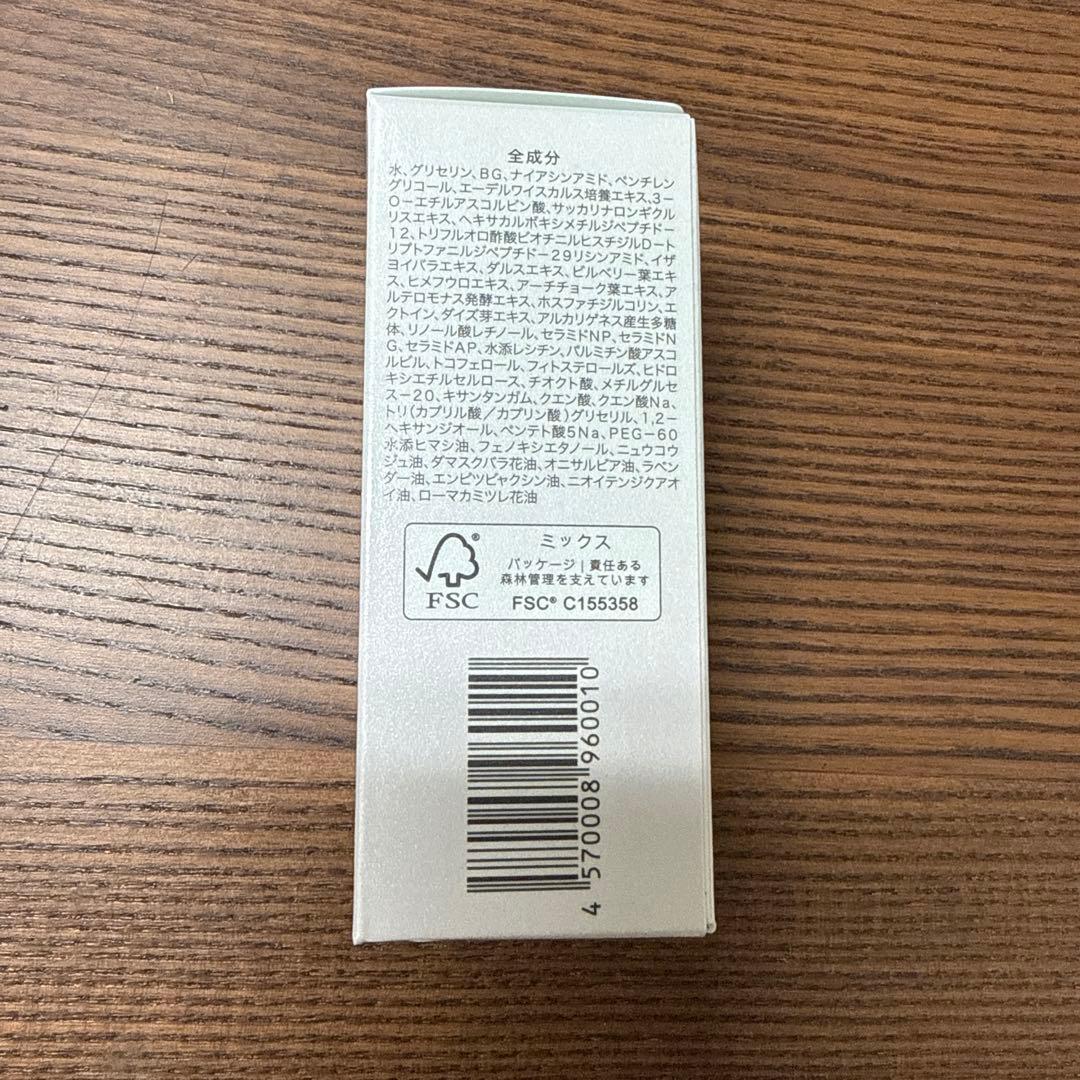 全成分
水、グリセリン、BG、ナイアシンアミド、ペンチレン
グリコール、エーデルワイスカルス培養エキス、3-
O-エチルアスコルビン酸、サッカリナロンギクル
リスエキス、ヘキサカルボキシメチルジペプチド-
12、トリフルオロ酢酸ビオチニルヒスチジルD-ト
リプトファニルジペプチド-29リシンアミド、イザ
ヨイバラエキス、ダルスエキス、ビルベリー葉エキ
ス、ヒメフウロエキス、アーチチョーク葉エキス、ア
ルテロモナス発酵エキス、ホスファチジルコリン、エ
クトイン、ダイズ芽エキス、アルカリゲネス産生多糖
体、リノール酸レチノール、セラミドNP、セラミドN
G、セラミドAP、水添レシチン、パルミチン酸アスコ
ルビル、トコフェロール、フィトステロールズ、ヒドロ
キシエチルセルロース、チオクト酸、メチルグルセ
ス-20、キサンタンガム、クエン酸、クエン酸Na、
トリ(カプリル酸/カプリン酸)グリセリル、1,2-
ヘキサンジオール、ペンテト酸5Na、PEG-60
水添ヒマシ油、フェノキシエタノール、ニュウコウ
ジュ油、ダマスクバラ花油、オニサルビア油、ラベン
ダー油、エンピツビャクシン油、ニオイテンジクアオ
イ油、ローマカミツレ花油
FSC
ミックス
パッケージ | 責任ある
森林管理を支えています
FSC® C155358
4 570008 960010